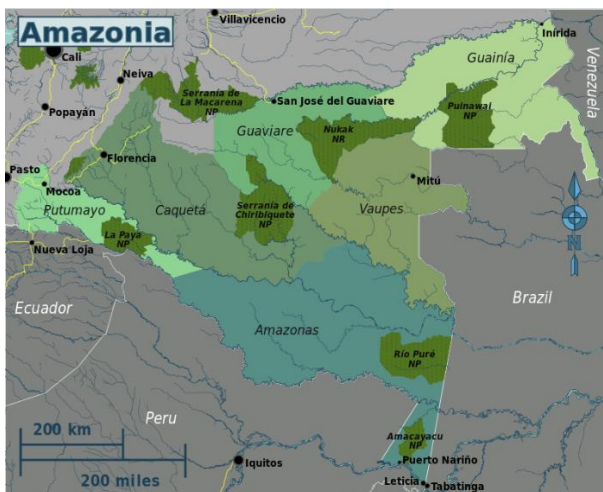 Amazonia
Villavicencio
Cali
Neiva
Popayán
Pasto
Mocoa
Florencia
Serranía de
La Macarena
NP
San José del Guaviare
Guaviare
Nukak
NR
Guainía
Inírida
Puinawai
NP
Venezuela
Mitú
Vaupes
Serranía de
Chiribiquete
NP
Caquetá
Putumayo
La Paya
NP
Nueva Loja
Ecuador
N
Brazil
Amazonas
Río Puré
NP
Peru
Amacayacu
NP
Puerto Nariño
Leticia
Tabatinga
Iquitos
200 km
200 miles